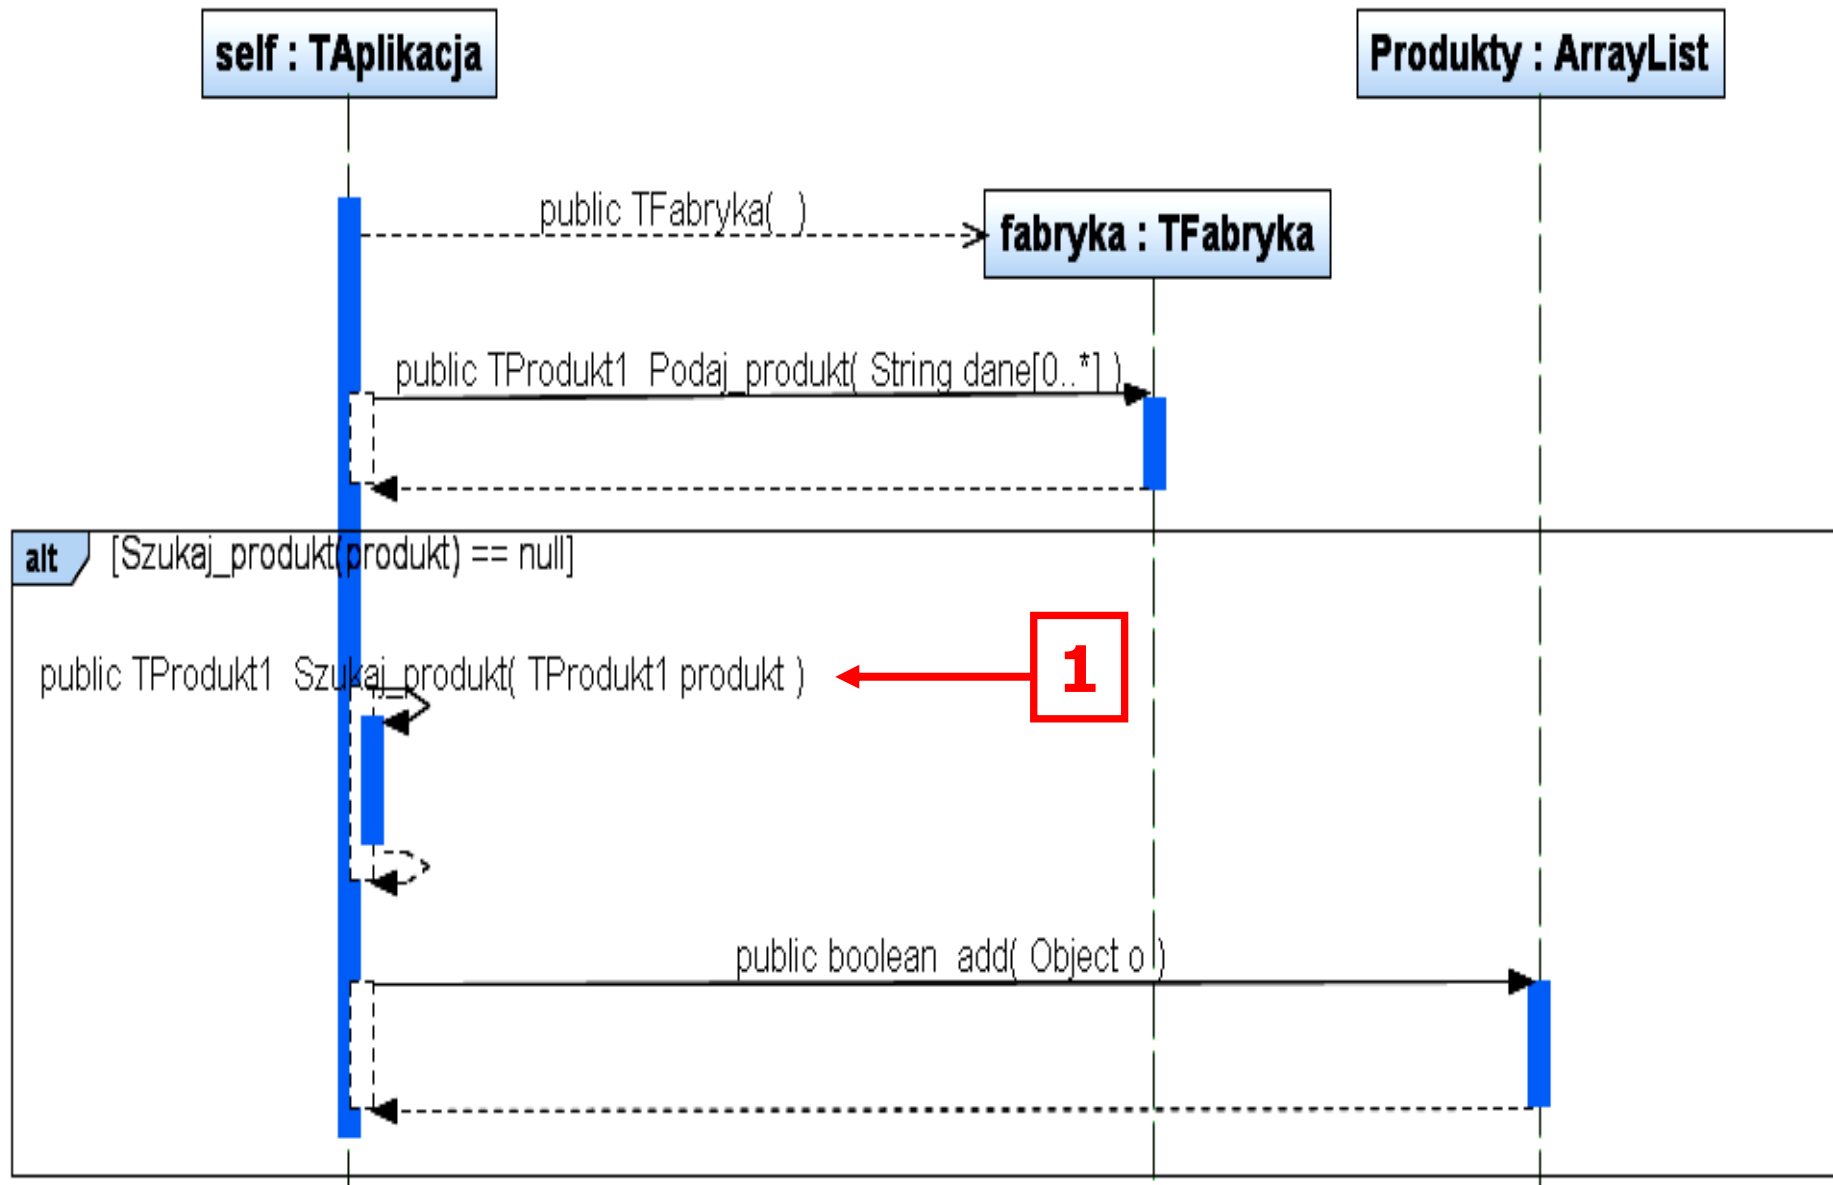 self : TAplikacja
Produkty : ArrayList
public TFabryka(  )
fabryka : TFabryka
public TProdukt1  Podaj_produkt( String dane[0..*] )
alt
[Szukaj_produkt(produkt) == null]
public TProdukt1  Szukaj_produkt( TProdukt1 produkt )
1
public boolean  add( Object o )